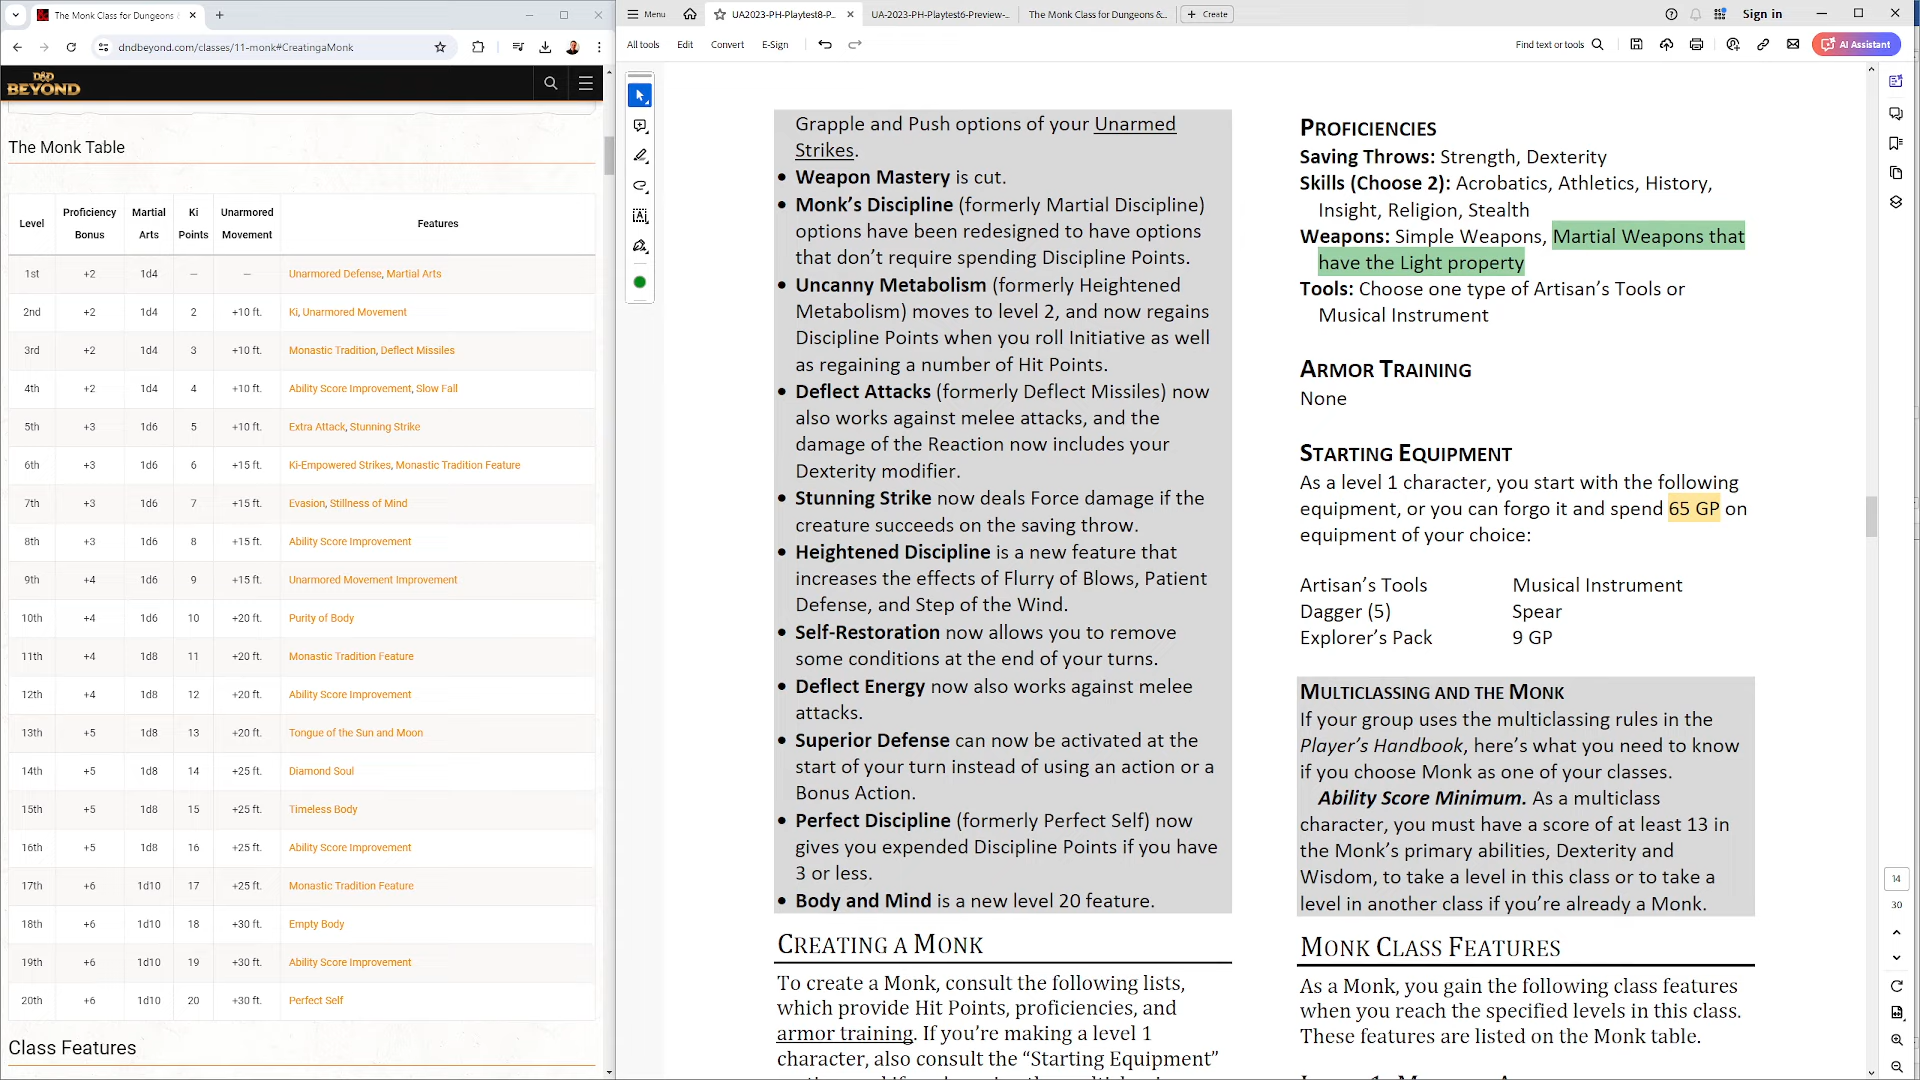 The Monk Class for Dungeons &
dndbeyond.com/classes/11-monk#CreatingaMonk
D&D
BEYOND
The Monk Table
Level Proficiency Bonus Martial Arts Ki Points Unarmored Movement Features
1st +2 1d4 — — Unarmored Defense, Martial Arts
2nd +2 1d4 2 +10 ft. Ki, Unarmored Movement
3rd +2 1d4 3 +10 ft. Monastic Tradition, Deflect Missiles
4th +2 1d4 4 +10 ft. Ability Score Improvement, Slow Fall
5th +3 1d6 5 +10 ft. Extra Attack, Stunning Strike
6th +3 1d6 6 +15 ft. Ki-Empowered Strikes, Monastic Tradition Feature
7th +3 1d6 7 +15 ft. Evasion, Stillness of Mind
8th +3 1d6 8 +15 ft. Ability Score Improvement
9th +4 1d6 9 +15 ft. Unarmored Movement Improvement
10th +4 1d6 10 +20 ft. Purity of Body
11th +4 1d8 11 +20 ft. Monastic Tradition Feature
12th +4 1d8 12 +20 ft. Ability Score Improvement
13th +5 1d8 13 +20 ft. Tongue of the Sun and Moon
14th +5 1d8 14 +25 ft. Diamond Soul
15th +5 1d8 15 +25 ft. Timeless Body
16th +5 1d8 16 +25 ft. Ability Score Improvement
17th +6 1d10 17 +25 ft. Monastic Tradition Feature
18th +6 1d10 18 +30 ft. Empty Body
19th +6 1d10 19 +30 ft. Ability Score Improvement
20th +6 1d10 20 +30 ft. Perfect Self
Class Features
Menu UA2023-PH-Playtest8-P... UA-2023-PH-Playtest6-Preview-... The Monk Class for Dungeons &... Create Sign in
All tools Edit Convert E-Sign Find text or tools AI Assistant
Grapple and Push options of your Unarmed
Strikes.
• Weapon Mastery is cut.
• Monk’s Discipline (formerly Martial Discipline)
options have been redesigned to have options
that don’t require spending Discipline Points.
• Uncanny Metabolism (formerly Heightened
Metabolism) moves to level 2, and now regains
Discipline Points when you roll Initiative as well
as regaining a number of Hit Points.
• Deflect Attacks (formerly Deflect Missiles) now
also works against melee attacks, and the
damage of the Reaction now includes your
Dexterity modifier.
• Stunning Strike now deals Force damage if the
creature succeeds on the saving throw.
• Heightened Discipline is a new feature that
increases the effects of Flurry of Blows, Patient
Defense, and Step of the Wind.
• Self-Restoration now allows you to remove
some conditions at the end of your turns.
• Deflect Energy now also works against melee
attacks.
• Superior Defense can now be activated at the
start of your turn instead of using an action or a
Bonus Action.
• Perfect Discipline (formerly Perfect Self) now
gives you expended Discipline Points if you have
3 or less.
• Body and Mind is a new level 20 feature.
CREATING A MONK
To create a Monk, consult the following lists,
which provide Hit Points, proficiencies, and
armor training. If you’re making a level 1
character, also consult the “Starting Equipment”
PROFICIENCIES
Saving Throws: Strength, Dexterity
Skills (Choose 2): Acrobatics, Athletics, History,
Insight, Religion, Stealth
Weapons: Simple Weapons, Martial Weapons that
have the Light property
Tools: Choose one type of Artisan’s Tools or
Musical Instrument
ARMOR TRAINING
None
STARTING EQUIPMENT
As a level 1 character, you start with the following
equipment, or you can forgo it and spend 65 GP on
equipment of your choice:
Artisan’s Tools Musical Instrument
Dagger (5) Spear
Explorer’s Pack 9 GP
MULTICLASSING AND THE MONK
If your group uses the multiclassing rules in the
Player’s Handbook, here’s what you need to know
if you choose Monk as one of your classes.
Ability Score Minimum. As a multiclass
character, you must have a score of at least 13 in
the Monk’s primary abilities, Dexterity and
Wisdom, to take a level in this class or to take a
level in another class if you’re already a Monk.
MONK CLASS FEATURES
As a Monk, you gain the following class features
when you reach the specified levels in this class.
These features are listed on the Monk table.
14
30